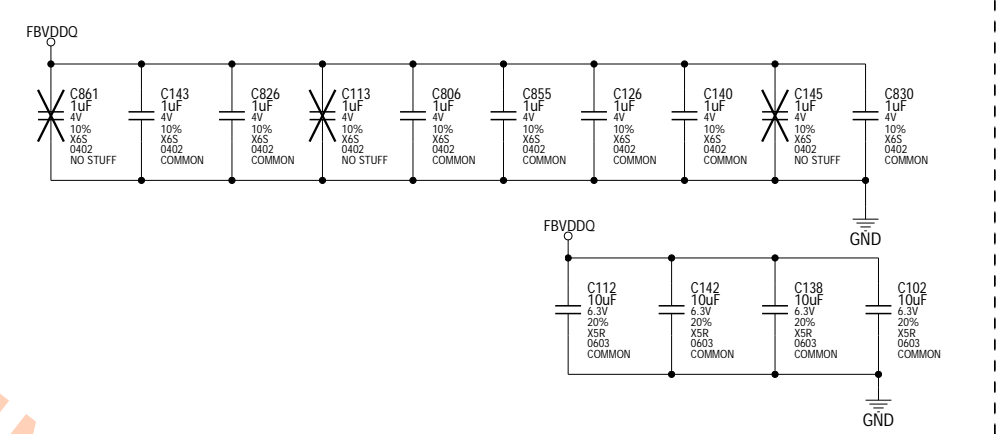 FBVDDQ
C861
1uF
4V
10%
X6S
0402
NO STUFF
C143
1uF
4V
10%
X6S
0402
COMMON
C826
1uF
4V
10%
X6S
0402
COMMON
C113
1uF
4V
10%
X6S
0402
NO STUFF
C806
1uF
4V
10%
X6S
0402
COMMON
C855
1uF
4V
10%
X6S
0402
COMMON
C126
1uF
4V
10%
X6S
0402
COMMON
C140
1uF
4V
10%
X6S
0402
COMMON
C145
1uF
4V
10%
X6S
0402
NO STUFF
C830
1uF
4V
10%
X6S
0402
COMMON
GND
FBVDDQ
C112
10uF
6.3V
20%
X5R
0603
COMMON
C142
10uF
6.3V
20%
X5R
0603
COMMON
C138
10uF
6.3V
20%
X5R
0603
COMMON
C102
10uF
6.3V
20%
X5R
0603
COMMON
GND